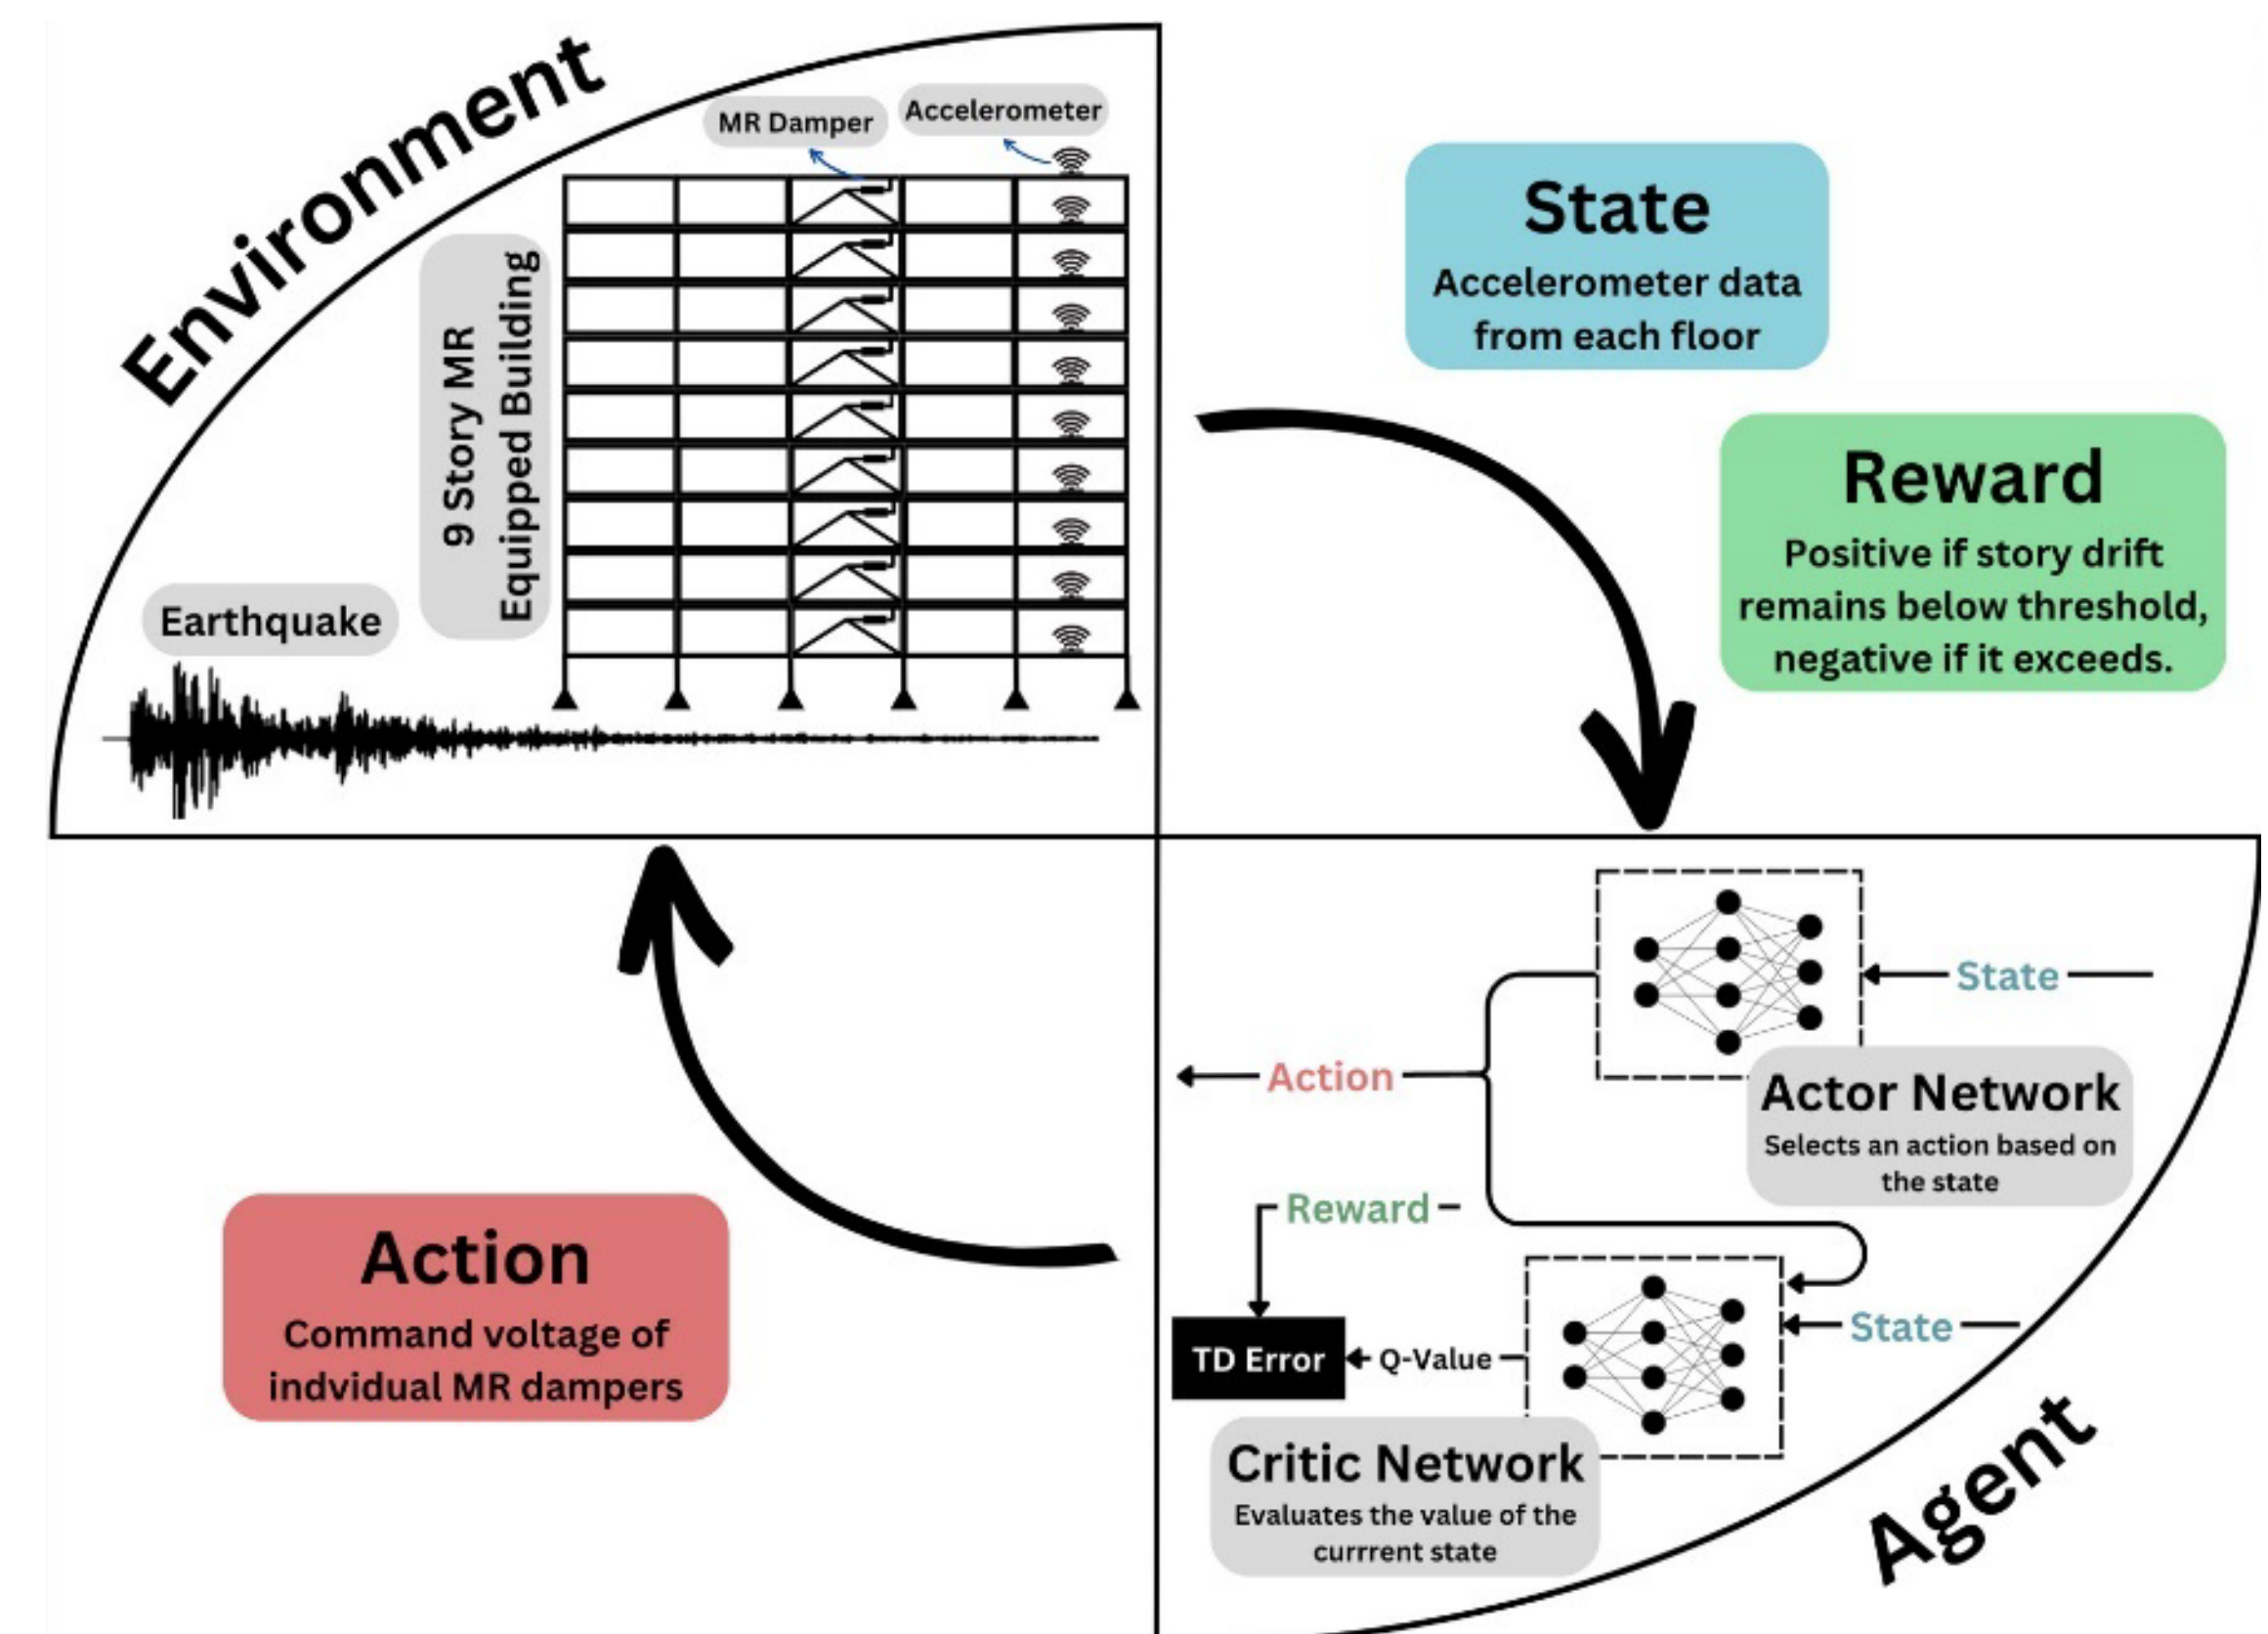 Environment
MR Damper
Accelerometer
9 Story MR
Equipped Building
Earthquake
State
Accelerometer data
from each floor
Reward
Positive if story drift
remains below threshold,
negative if it exceeds.
Action
Command voltage of
indvidual MR dampers
State
Action
Actor Network
Selects an action based on
the state
Reward
State
TD Error
Q-Value
Critic Network
Evaluates the value of the
currrent state
Agent